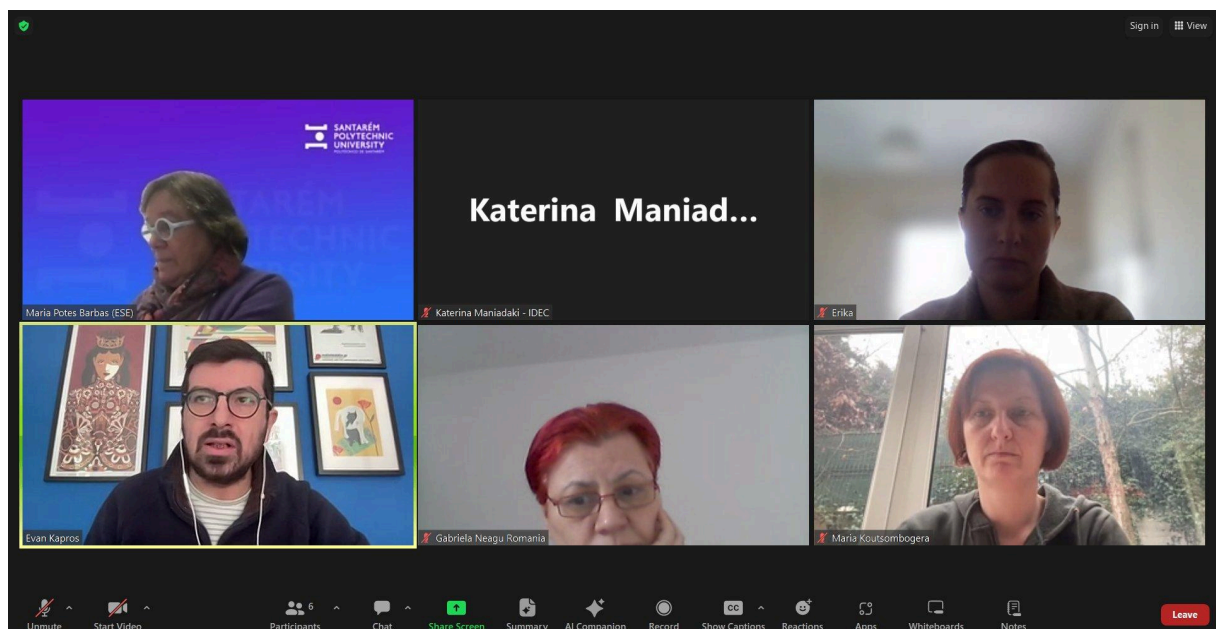 Sign in
View
SANTARÉM
POLYTECHNIC
UNIVERSITY
Maria Potes Barbas (ESE)
Katerina Maniad...
Katerina Maniadaki - IDEC
Erika
Evan Kapros
Gabriela Neagu Romania
Maria Koutsombogera
Unmute
Start Video
6
Participants
Chat
Share Screen
Summary
AI Companion
Record
CC
Show Captions
Reactions
Apps
Whiteboards
Notes
Leave